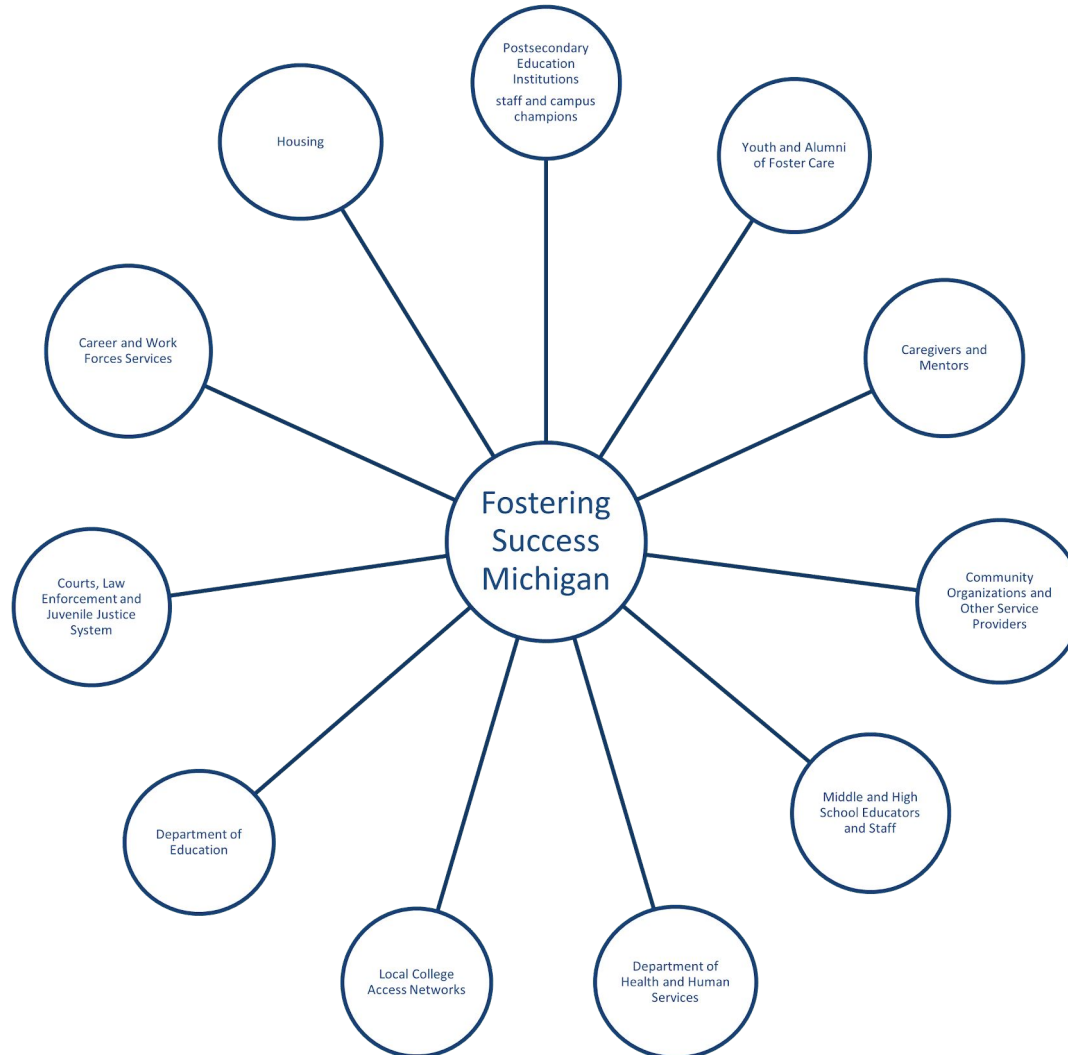 Postsecondary
Education
Institutions
staff and campus
champions
Youth and Alumni
of Foster Care
Caregivers and
Mentors
Community
Organizations and
Other Service
Providers
Middle and High
School Educators
and Staff
Department of
Health and Human
Services
Local College
Access Networks
Department of
Education
Courts, Law
Enforcement and
Juvenile Justice
System
Career and Work
Forces Services
Housing
Fostering
Success
Michigan